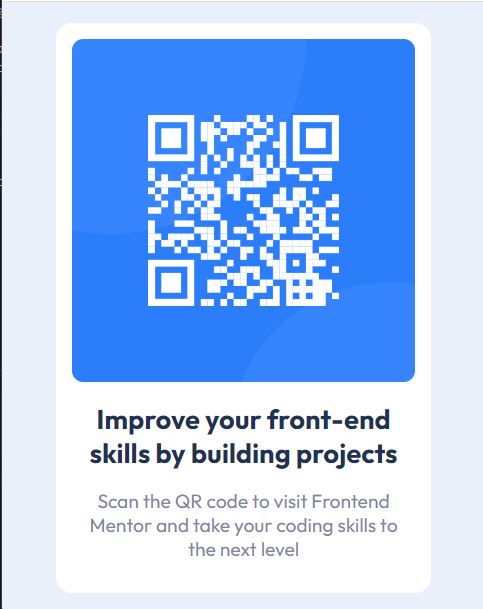 Improve your front-end
skills by building projects
Scan the QR code to visit Frontend
Mentor and take your coding skills to
the next level